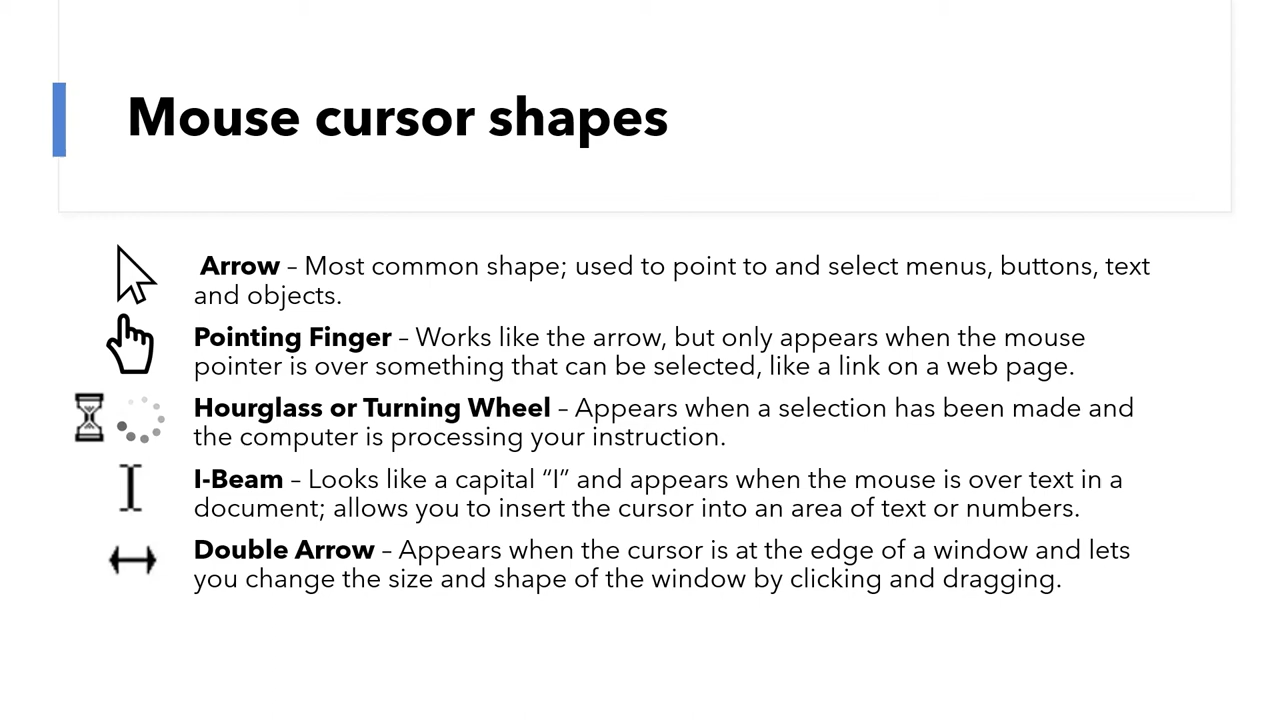 Mouse cursor shapes
Arrow – Most common shape; used to point to and select menus, buttons, text
and objects.
Pointing Finger – Works like the arrow, but only appears when the mouse
pointer is over something that can be selected, like a link on a web page.
Hourglass or Turning Wheel – Appears when a selection has been made and
the computer is processing your instruction.
I-Beam – Looks like a capital “I” and appears when the mouse is over text in a
document; allows you to insert the cursor into an area of text or numbers.
Double Arrow – Appears when the cursor is at the edge of a window and lets
you change the size and shape of the window by clicking and dragging.